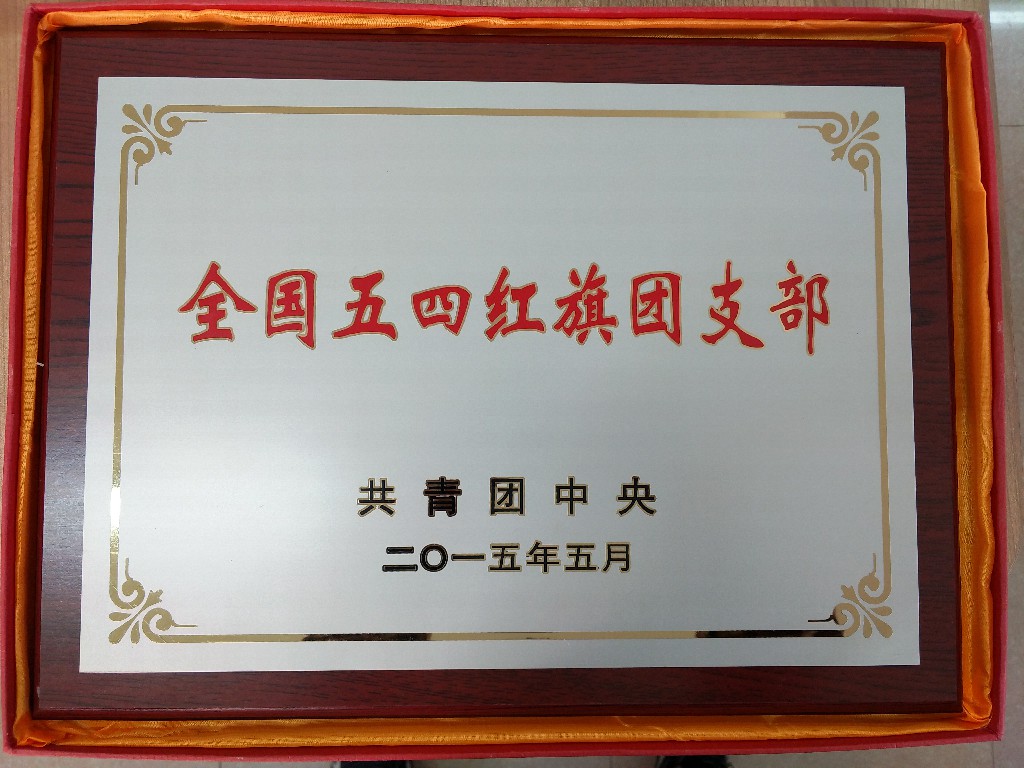 全国五四红旗团支部
共青团中央
二〇一五年五月